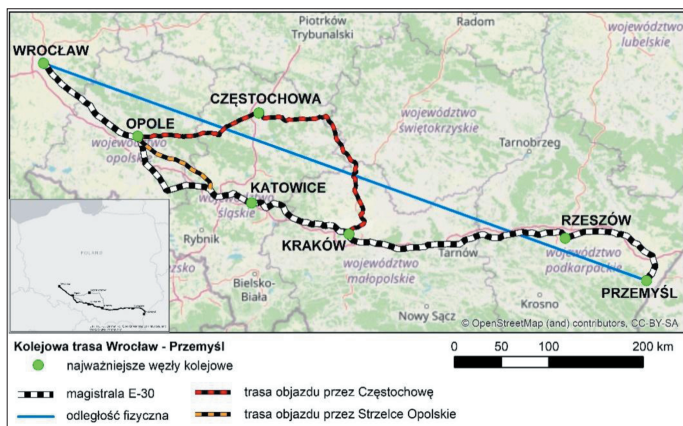 Piotrków
Trybunalski
Radom
województwo
lubelskie
WROCŁAW
CZĘSTOCHOWA
OPOLE
województwo
opolskie
województwo
świętokrzyskie
Tarnobrzeg
KATOWICE
województwo
śląskie
Rybnik
KRAKÓW
RZESZÓW
Tarnów
województwo
podkarpackie
województwo
małopolskie
Bielsko-
Biała
PRZEMYŚL
Krosno
Nowy Sącz
POLAND
© OpenStreetMap (and) contributors, CC-BY-SA
Kolejowa trasa Wrocław - Przemyśl
najważniejsze węzły kolejowe
0 50 100 200 km
magistrala E-30
trasa objazdu przez Częstochowę
odległość fizyczna
trasa objazdu przez Strzelce Opolskie